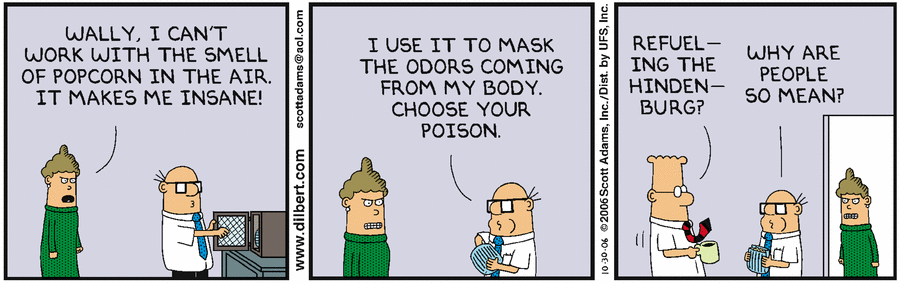 WALLY, I CAN'T
WORK WITH THE SMELL
OF POPCORN IN THE AIR.
IT MAKES ME INSANE!
www.dilbert.com scottadams@aol.com
I USE IT TO MASK
THE ODORS COMING
FROM MY BODY.
CHOOSE YOUR
POISON.
10-30-06 ©2006 Scott Adams, Inc./Dist. by UFS, Inc.
REFUEL—
ING THE
HINDEN—
BURG?
WHY ARE
PEOPLE
SO MEAN?